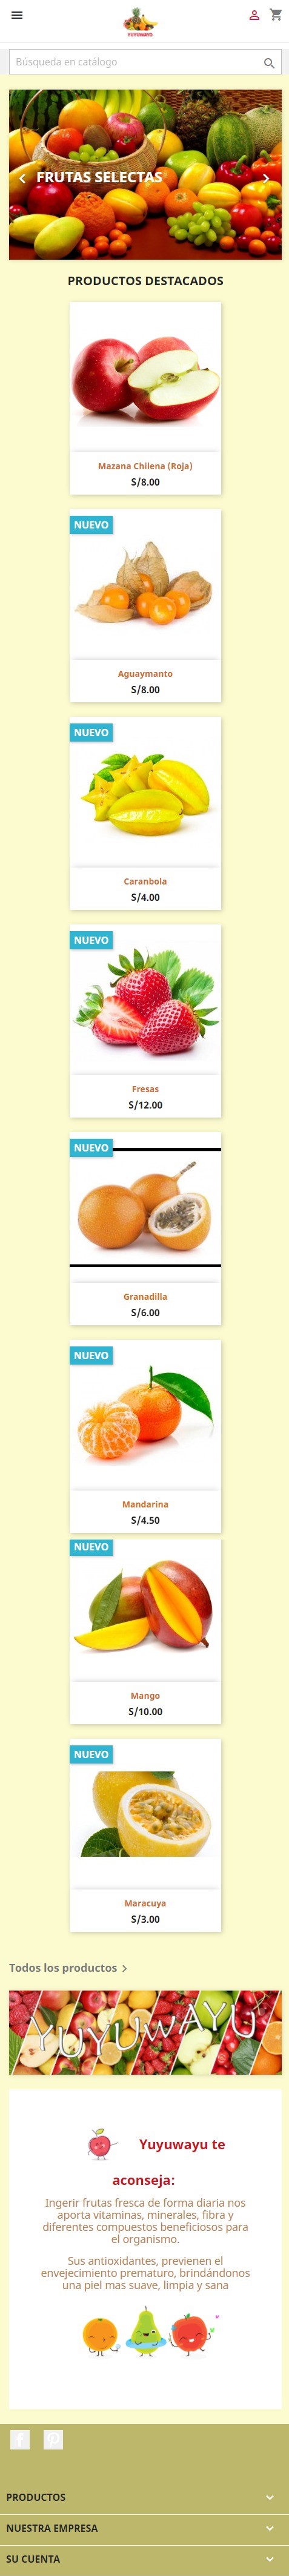 YUYUWAYO
Búsqueda en catálogo
FRUTAS SELECTAS
PRODUCTOS DESTACADOS
Mazana Chilena (Roja)
S/8.00
NUEVO
Aguaymanto
S/8.00
NUEVO
Caranbola
S/4.00
NUEVO
Fresas
S/12.00
NUEVO
Granadilla
S/6.00
NUEVO
Mandarina
S/4.50
NUEVO
Mango
S/10.00
NUEVO
Maracuya
S/3.00
Todos los productos
YUYUWAYU
Yuyuwayu te
aconseja:
Ingerir frutas fresca de forma diaria nos
aporta vitaminas, minerales, fibra y
diferentes compuestos beneficiosos para
el organismo.
Sus antioxidantes, previenen el
envejecimiento prematuro, brindándonos
una piel mas suave, limpia y sana
PRODUCTOS
NUESTRA EMPRESA
SU CUENTA